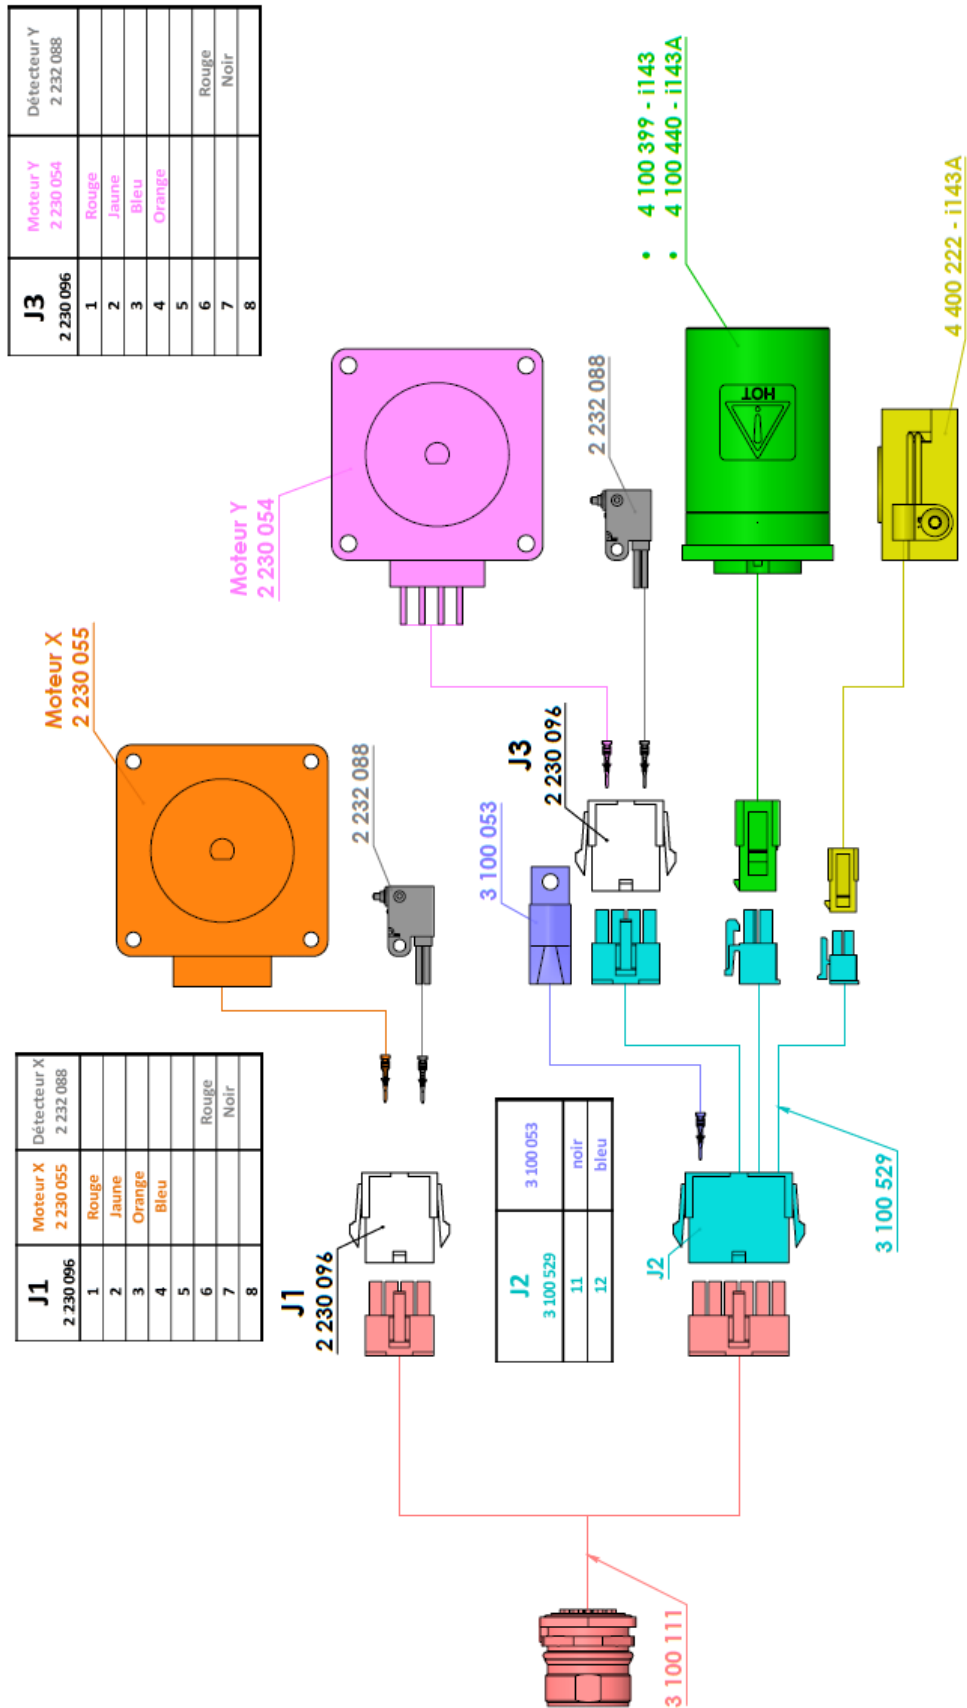 J3 Moteur Y Détecteur Y
2 230 096 2 230 054 2 232 088
1 Rouge
2 Jaune
3 Bleu
4 Orange
5
6 Rouge
7 Noir
8
Moteur Y
2 230 054
2 232 088
• 4 100 399 - i143
• 4 100 440 - i143A
HOT
4 400 222 - i143A
Moteur X
2 230 055
2 232 088
J3
2 230 096
3 100 053
J1 Moteur X Détecteur X
2 230 096 2 230 055 2 232 088
1 Rouge
2 Jaune
3 Orange
4 Bleu
5
6 Rouge
7 Noir
8
J1
2 230 096
J2 3 100 053
3 100 529
11 noir
12 bleu
J2
3 100 529
3 100 111